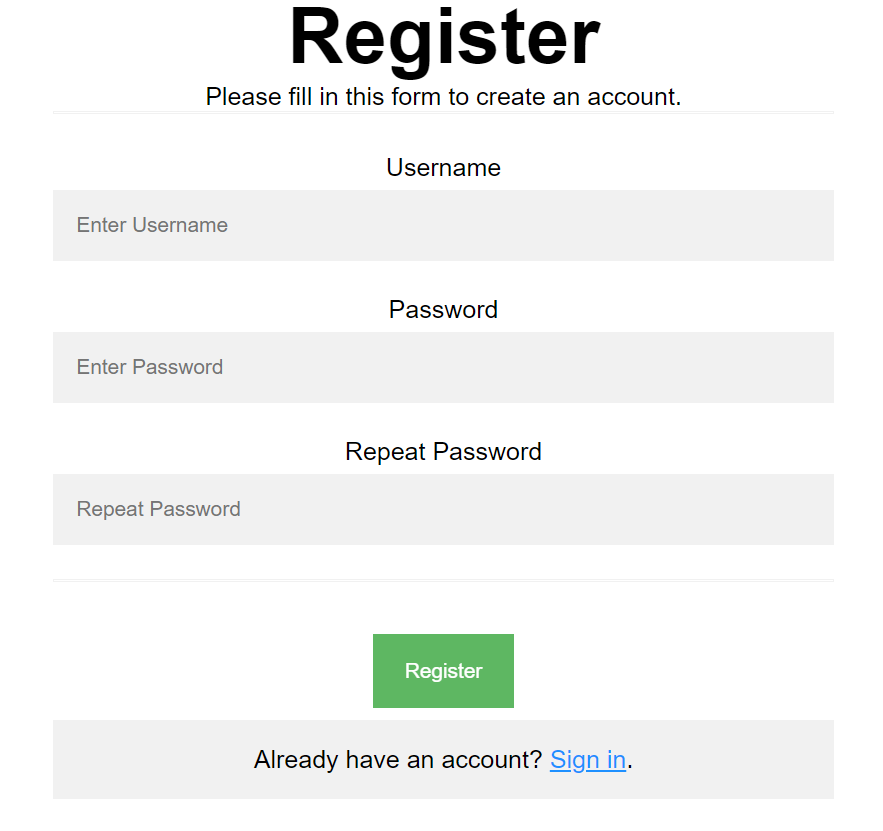 Register
Please fill in this form to create an account.
Username
Enter Username
Password
Enter Password
Repeat Password
Repeat Password
Register
Already have an account? Sign in.